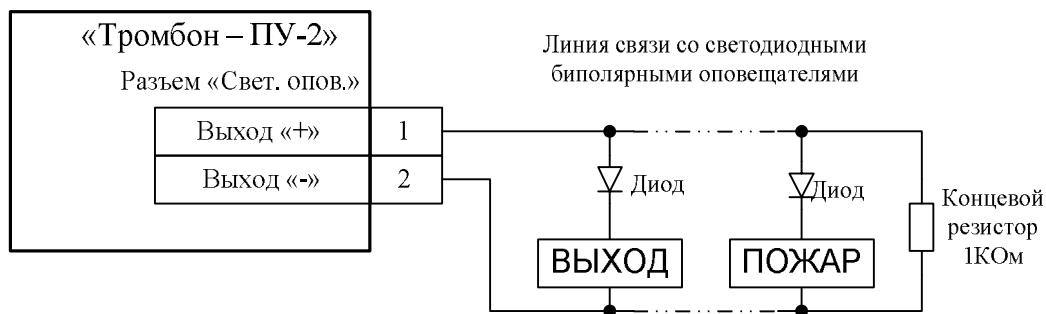 «Тромбон – ПУ-2»
Разъем «Свет. опов.»
Выход «+» 1
Выход «-» 2
Линия связи со светодиодными
биполярными оповещателями
Диод
Диод
ВЫХОД
ПОЖАР
Концевой
резистор
1КОм